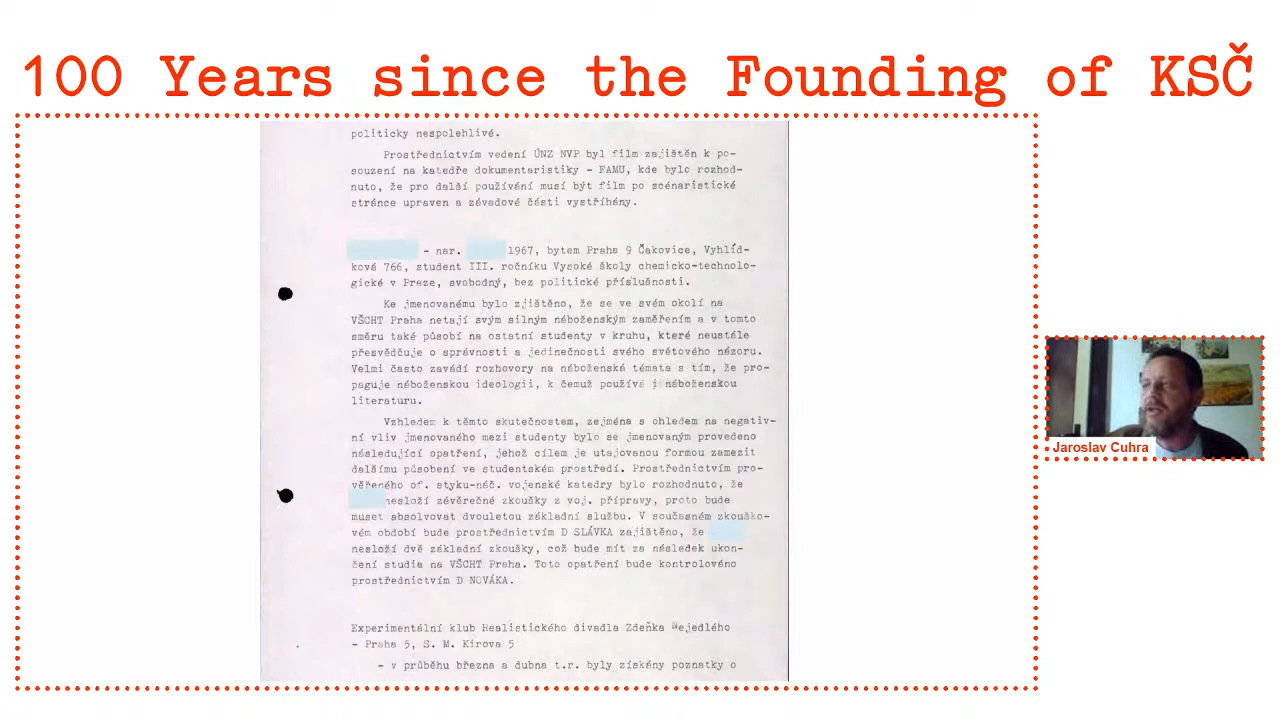 100 Years since the Founding of KSČ
politicky nespolehlivé.
Prostřednictvím vedení ÚNZ NVP byl film zajištěn k po-
souzení na katedře dokumentaristiky - FAMU, kde bylo rozhod-
nuto, že pro další používání musí být film po scénaristické
stránce upraven a závadové části vystříhány.
- nar. 1967, bytem Praha 9 Čakovice, Vyhlíd-
kové 766, student III. ročníku Vysoké školy chemicko-technolo-
gické v Praze, svobodný, bez politické příslušnosti.
Ke jmenovanému bylo zjištěno, že se ve svém okolí na
VŠCHT Praha netají svým silným náboženským zaměřením a v tomto
směru také působí na ostatní studenty v kruhu, které neustále
přesvědčuje o správnosti a jedinečnosti svého světového názoru.
Velmi často zavádí rozhovory na náboženské témata s tím, že pro-
paguje náboženskou ideologii, k čemuž používá i náboženskou
literaturu.
Vzhledem k těmto skutečnostem, zejména s ohledem na negativ-
ní vliv jmenovaného mezi studenty bylo se jmenovaným provedeno
následující opatření, jehož cílem je utajovanou formou zamezit
dalšímu působení ve studentském prostředí. Prostřednictvím pro-
věřeného of. styku-náč. vojenské katedry bylo rozhodnuto, že
nesloží závěrečné zkoušky z voj. přípravy, proto bude
muset absolvovat dvouletou základní službu. V současném zkouško-
vém období bude prostřednictvím D SLÁVKA zajištěno, že
nesloží dvě základní zkoušky, což bude mít za následek ukon-
čení studia na VŠCHT Praha. Toto opatření bude kontrolováno
prostřednictvím D NOVÁKA.
Experimentální klub Realistického divadla Zdeňka Nejedlého
- Praha 5, S. M. Kirova 5
- v průběhu března a dubna t.r. byly získány poznatky o
Jaroslav Cuhra